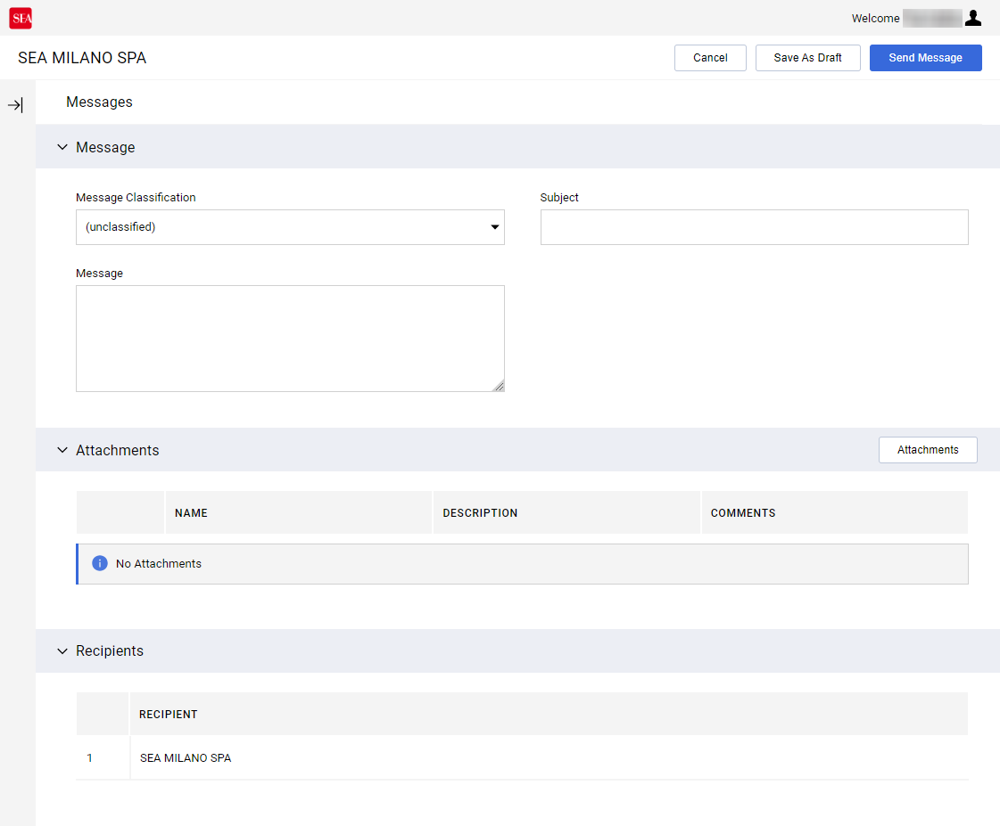 SEA
Welcome
SEA MILANO SPA
Cancel
Save As Draft
Send Message
Messages
Message
Message Classification
Subject
(unclassified)
Message
Attachments
Attachments
NAME
DESCRIPTION
COMMENTS
No Attachments
Recipients
RECIPIENT
1
SEA MILANO SPA